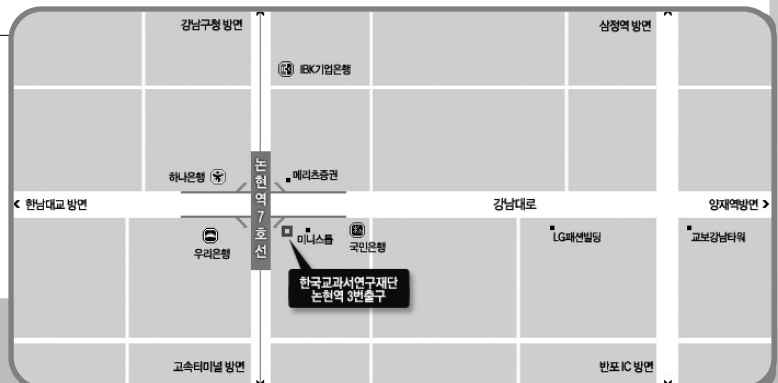 강남구청 방면
삼정역 방면
IBK기업은행
하나은행
메리츠증권
논현역7호선
< 한남대교 방면
강남대로
양재역방면 >
우리은행
미니스톱
국민은행
LG패션빌딩
교보강남타워
한국교과서연구재단
논현역 3번출구
고속터미널 방면
반포 IC 방면